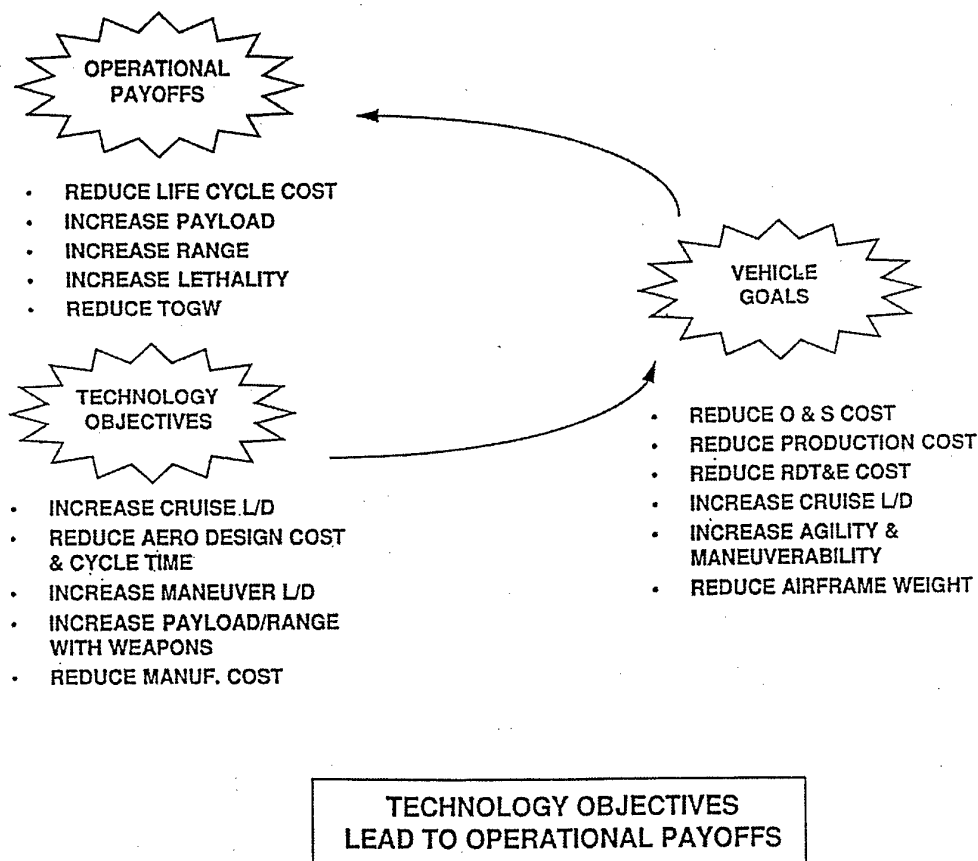 OPERATIONAL
PAYOFFS
• REDUCE LIFE CYCLE COST
• INCREASE PAYLOAD
• INCREASE RANGE
• INCREASE LETHALITY
• REDUCE TOGW
TECHNOLOGY
OBJECTIVES
• INCREASE CRUISE L/D
• REDUCE AERO DESIGN COST
& CYCLE TIME
• INCREASE MANEUVER L/D
• INCREASE PAYLOAD/RANGE
WITH WEAPONS
• REDUCE MANUF. COST
VEHICLE
GOALS
• REDUCE O & S COST
• REDUCE PRODUCTION COST
• REDUCE RDT&E COST
• INCREASE CRUISE L/D
• INCREASE AGILITY &
MANEUVERABILITY
• REDUCE AIRFRAME WEIGHT
TECHNOLOGY OBJECTIVES
LEAD TO OPERATIONAL PAYOFFS